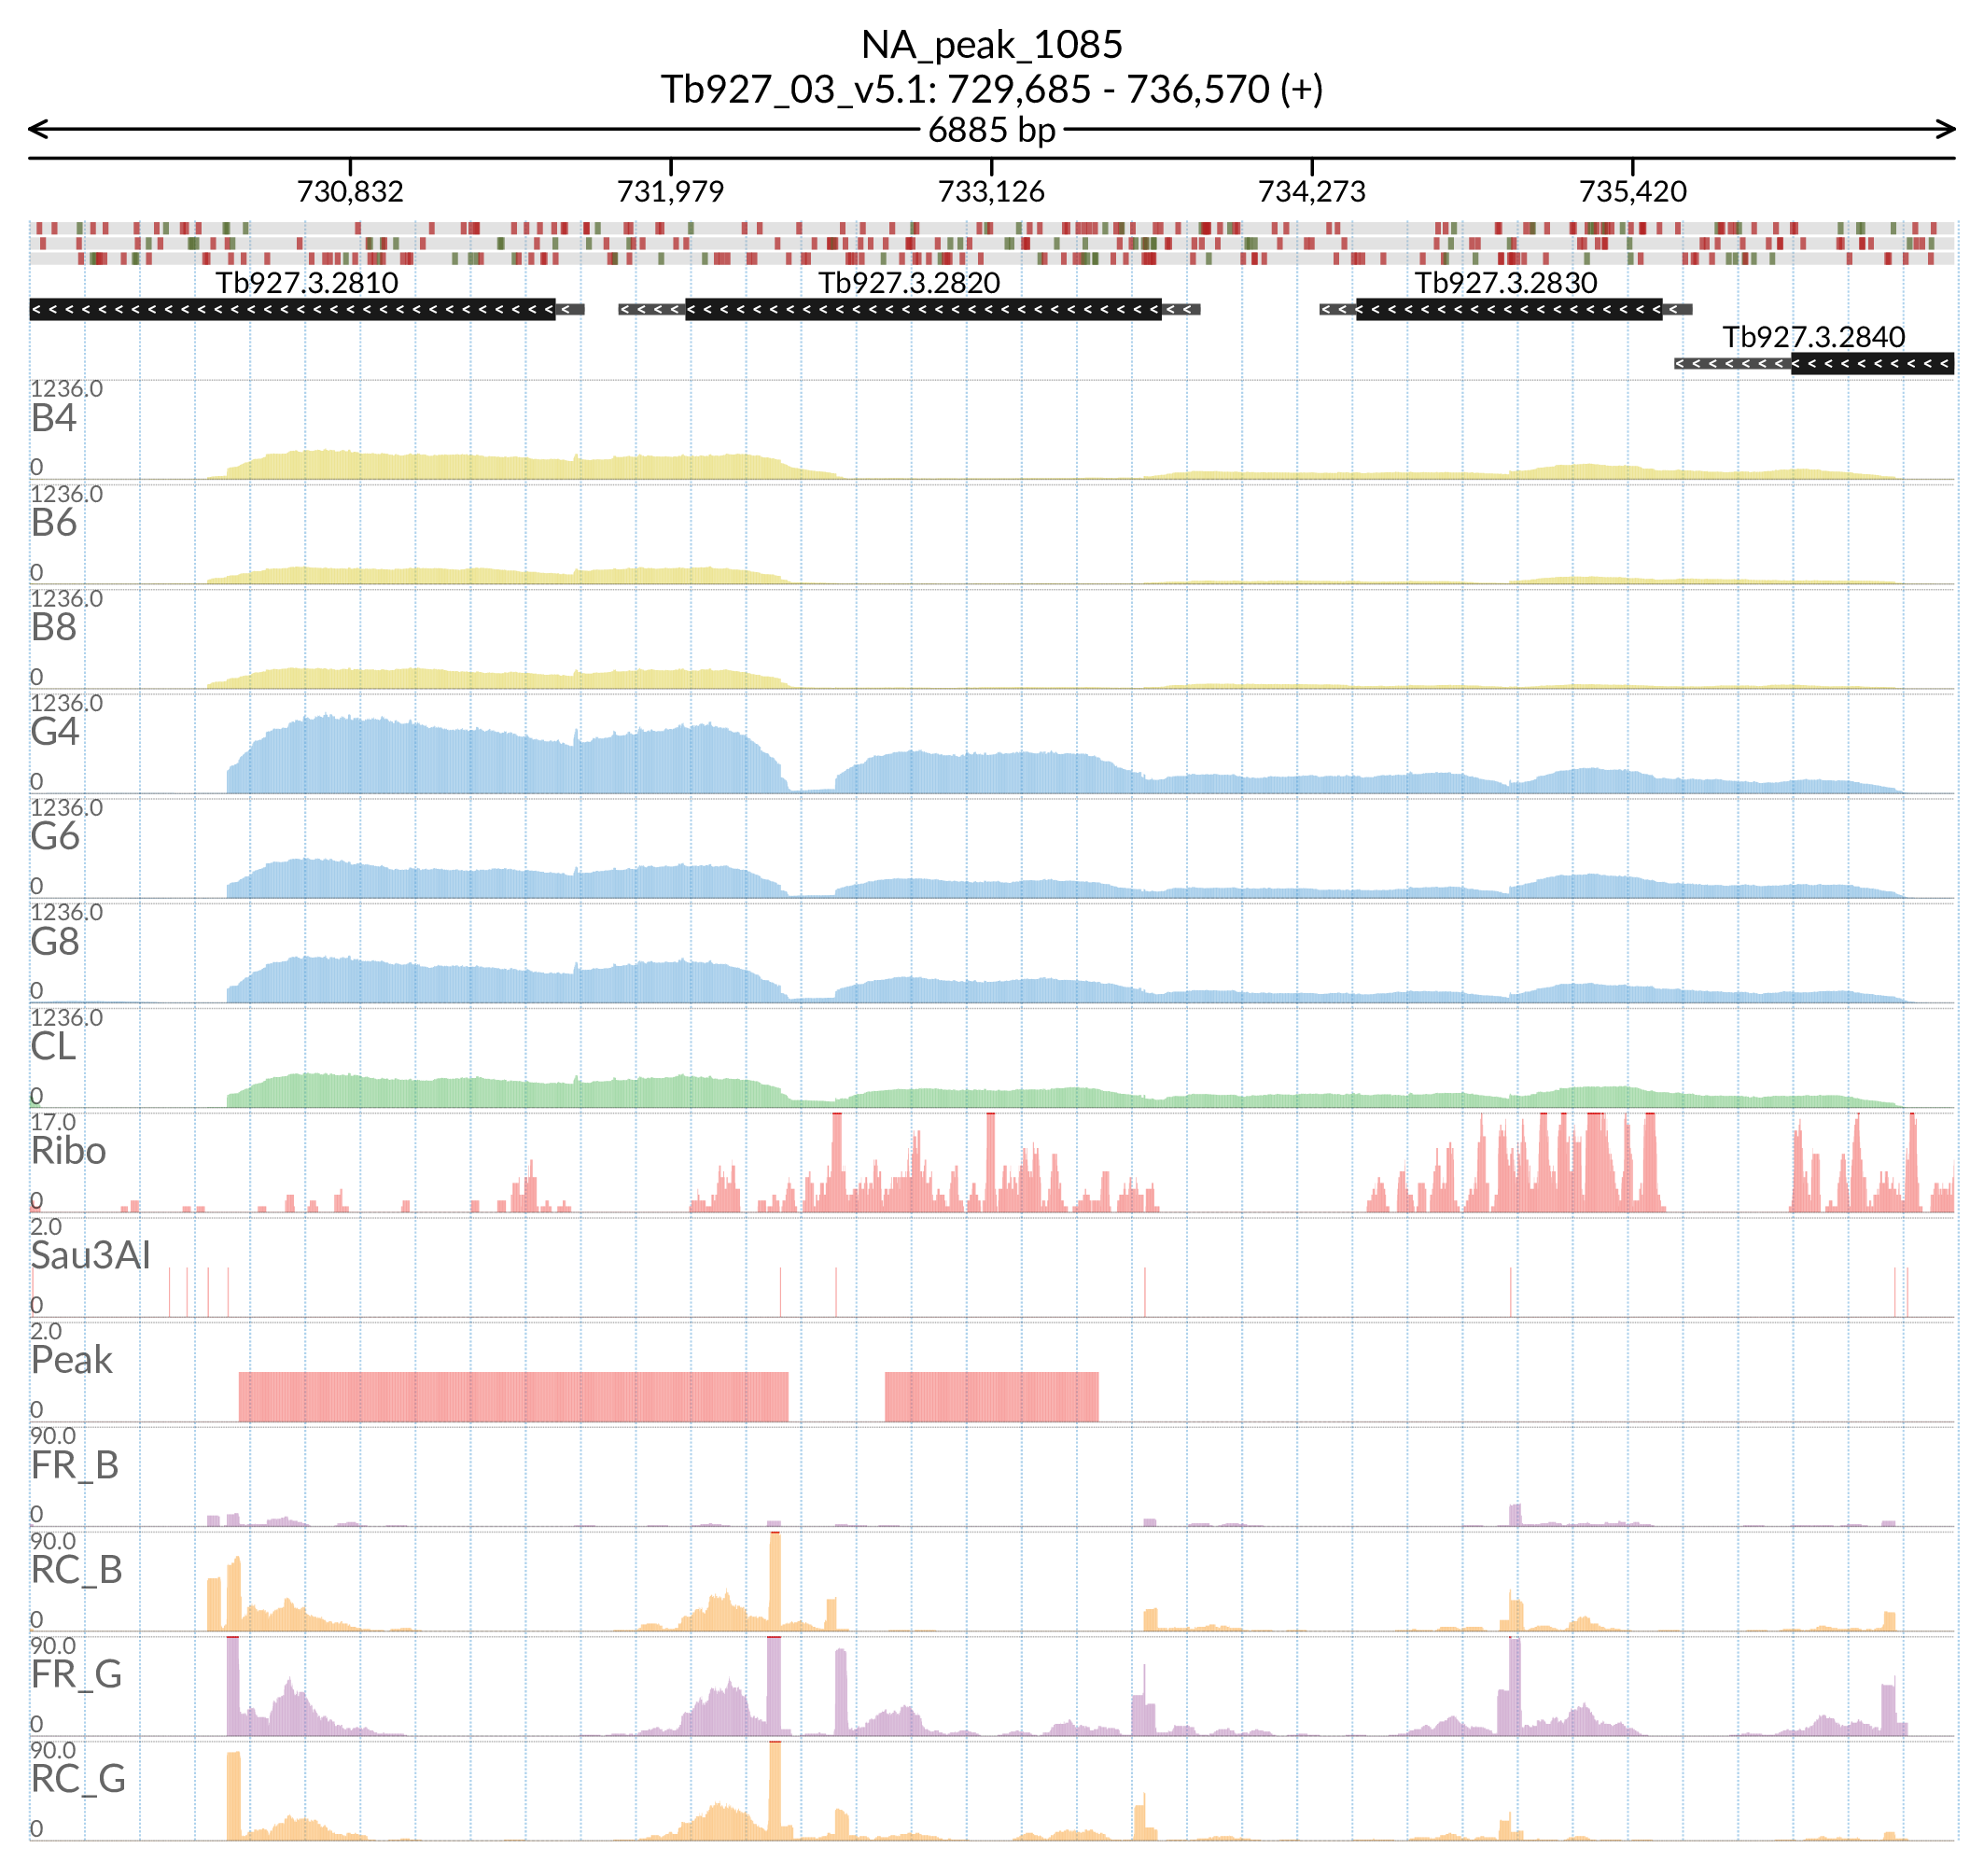 NA_peak_1085
Tb927_03_v5.1: 729,685 - 736,570 (+)
6885 bp
730,832 731,979 733,126 734,273 735,420
Tb927.3.2810 Tb927.3.2820 Tb927.3.2830
Tb927.3.2840
1236.0
B4
0
1236.0
B6
0
1236.0
B8
0
1236.0
G4
0
1236.0
G6
0
1236.0
G8
0
1236.0
CL
0
17.0
Ribo
0
2.0
Sau3AI
0
2.0
Peak
0
90.0
FR_B
0
90.0
RC_B
0
90.0
FR_G
0
90.0
RC_G
0